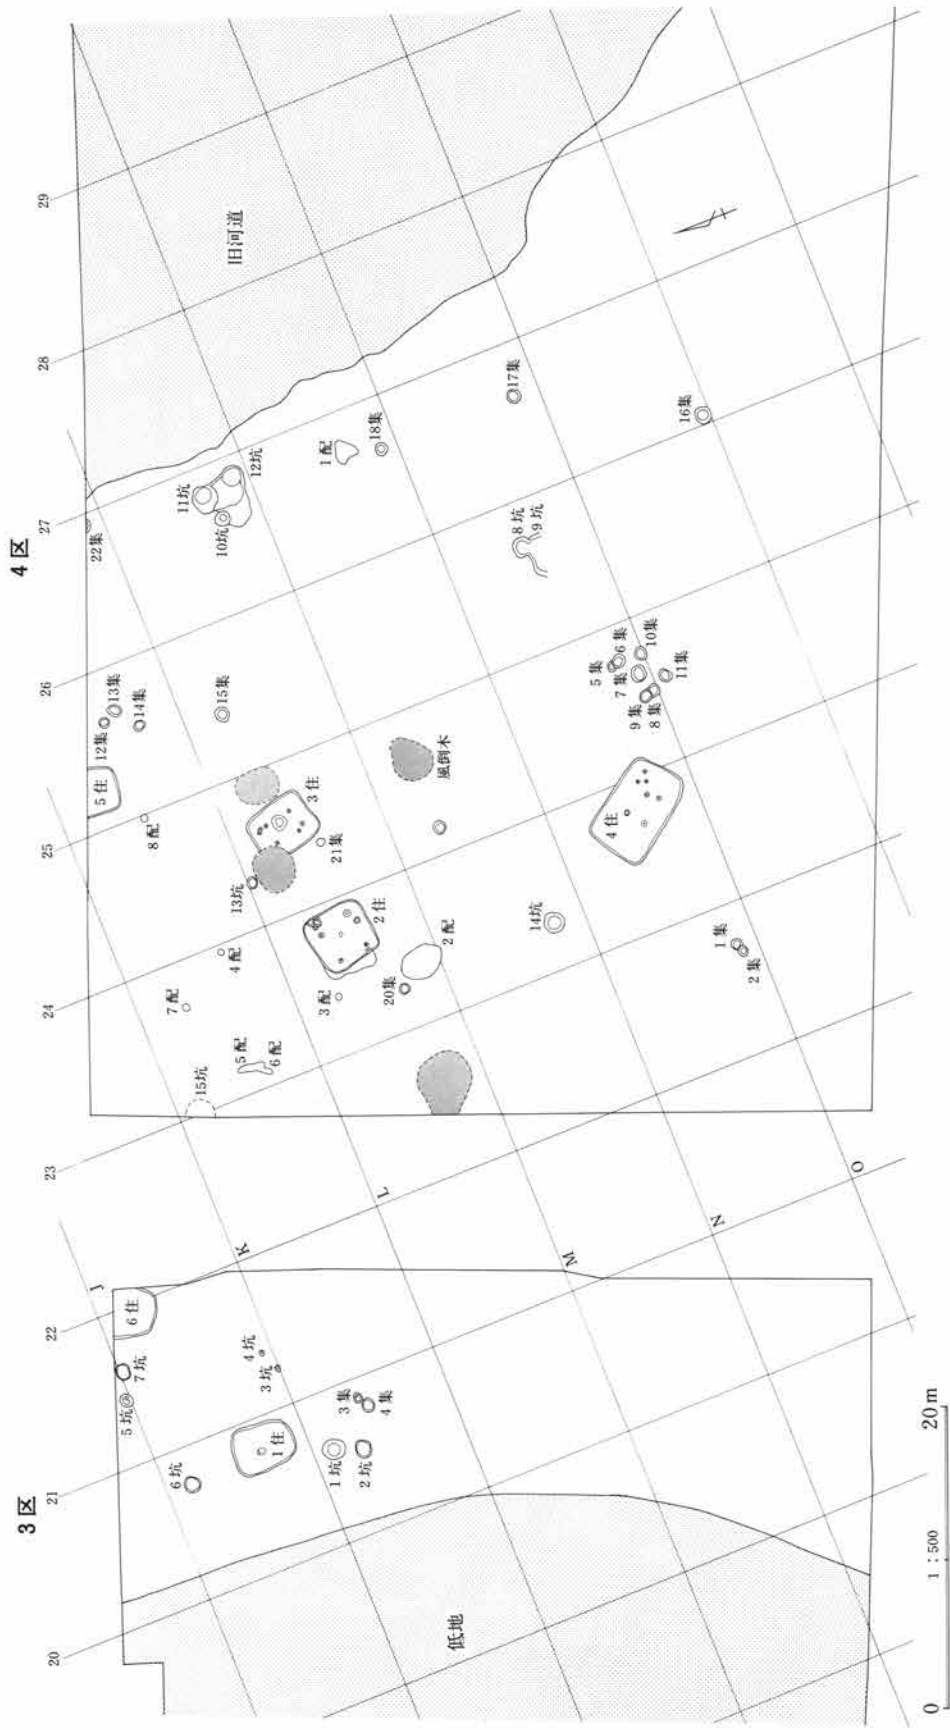 4区
29
28
27
26
25
24
23
旧河道
22集
11坑
12坑
10坑
1配
18集
17集
16集
8坑
9坑
12集
13集
14集
15集
5住
8配
3住
風倒木
21集
13坑
5集
6集
7集
10集
9集
8集
11集
4住
4配
7配
2住
3配
20集
2配
14坑
1集
2集
5配
6配
15坑
3区
22
21
20
J
K
L
M
N
O
6住
7坑
5坑
4坑
3坑
6坑
1住
3集
4集
1坑
2坑
低地
0
1:500
20m